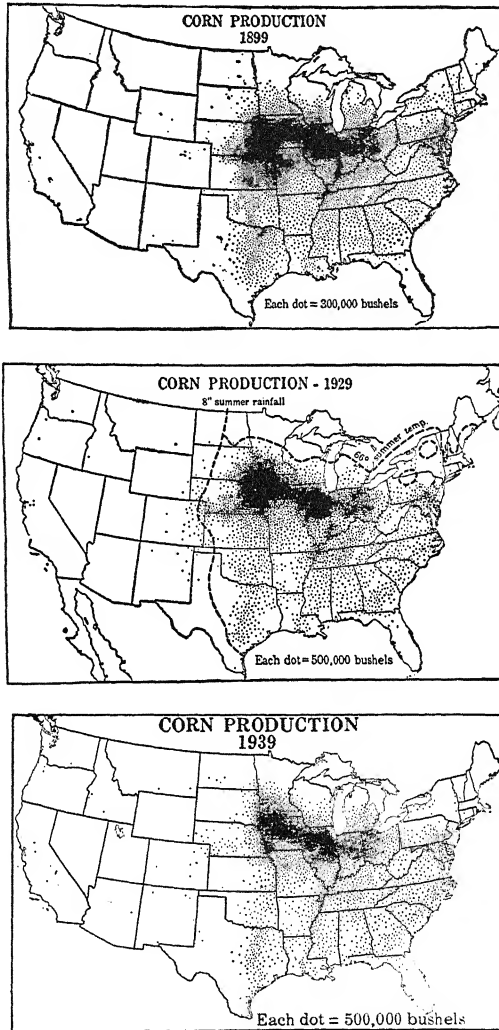 CORN PRODUCTION
1899
Each dot = 300,000 bushels
CORN PRODUCTION - 1929
8" summer rainfall
66° summer temp.
Each dot = 500,000 bushels
CORN PRODUCTION
1939
Each dot = 500,000 bushels